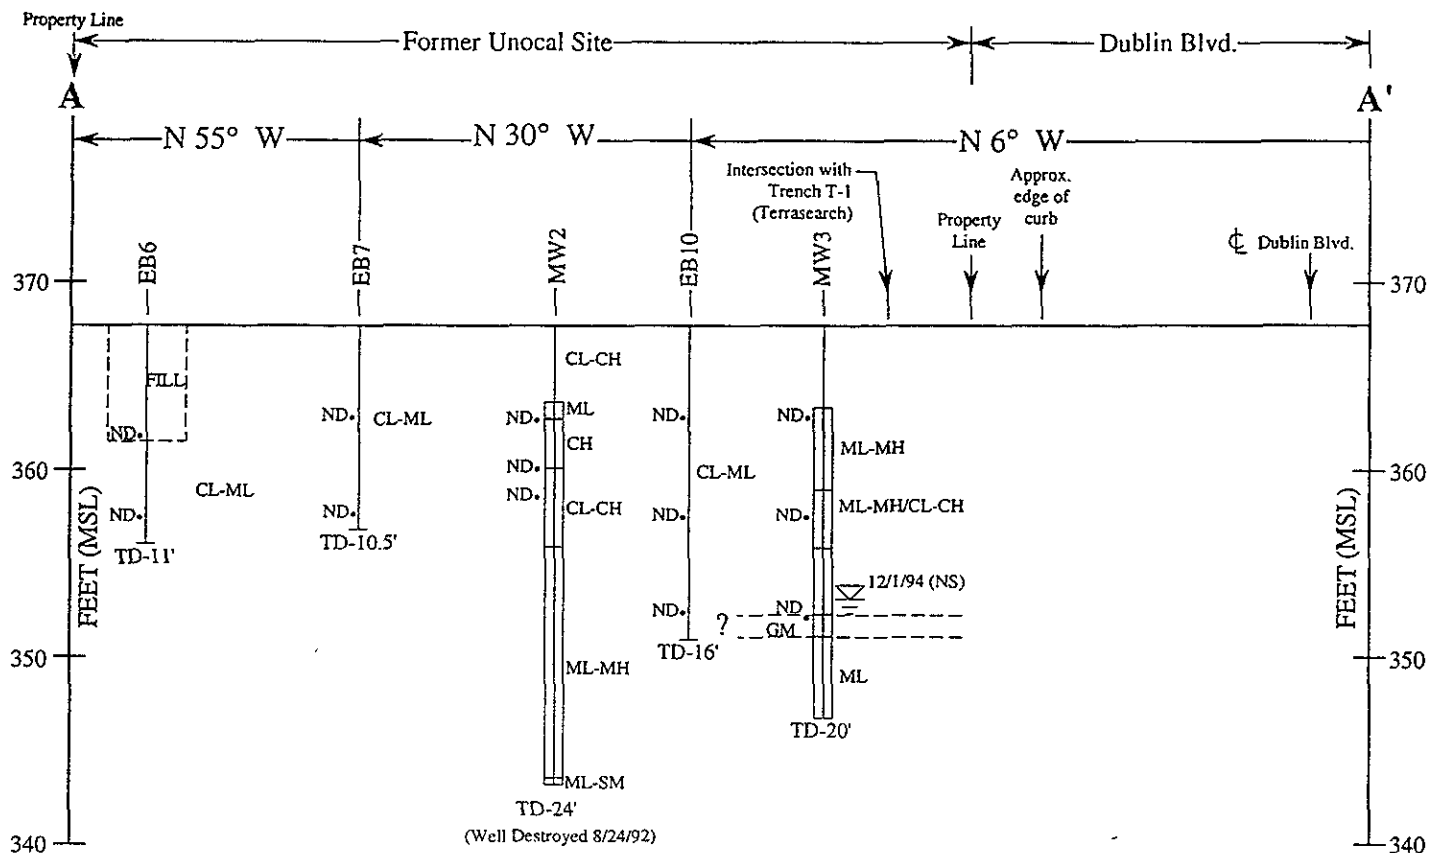 Property Line
Former Unocal Site
Dublin Blvd.
A
A'
N 55° W
N 30° W
N 6° W
Intersection with
Trench T-1
(Terrasearch)
Property
Line
Approx.
edge of
curb
℄ Dublin Blvd.
EB6
EB7
MW2
EB10
MW3
370
370
FILL
CL-CH
ND
CL-ML
ND
ML
ND
ND
ND
CH
CL-ML
ML-MH
360
360
ND
ND
CL-ML
ND
CL-CH
ND
ND
ML-MH/CL-CH
ND
TD-11'
TD-10.5'
FEET (MSL)
FEET (MSL)
12/1/94 (NS)
ND
ND
?
GM
TD-16'
350
350
ML-MH
ML
TD-20'
ML-SM
TD-24'
(Well Destroyed 8/24/92)
340
340